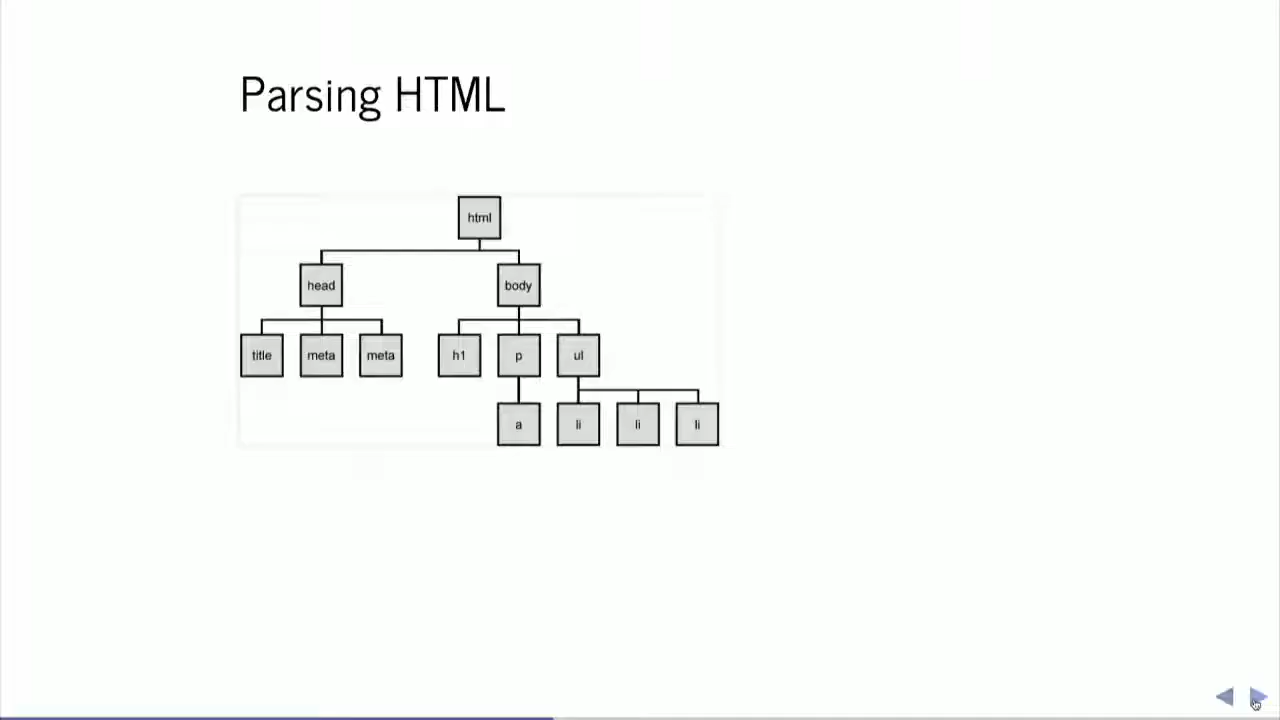 Parsing HTML
html
head body
title meta meta h1 p ul
a li li li